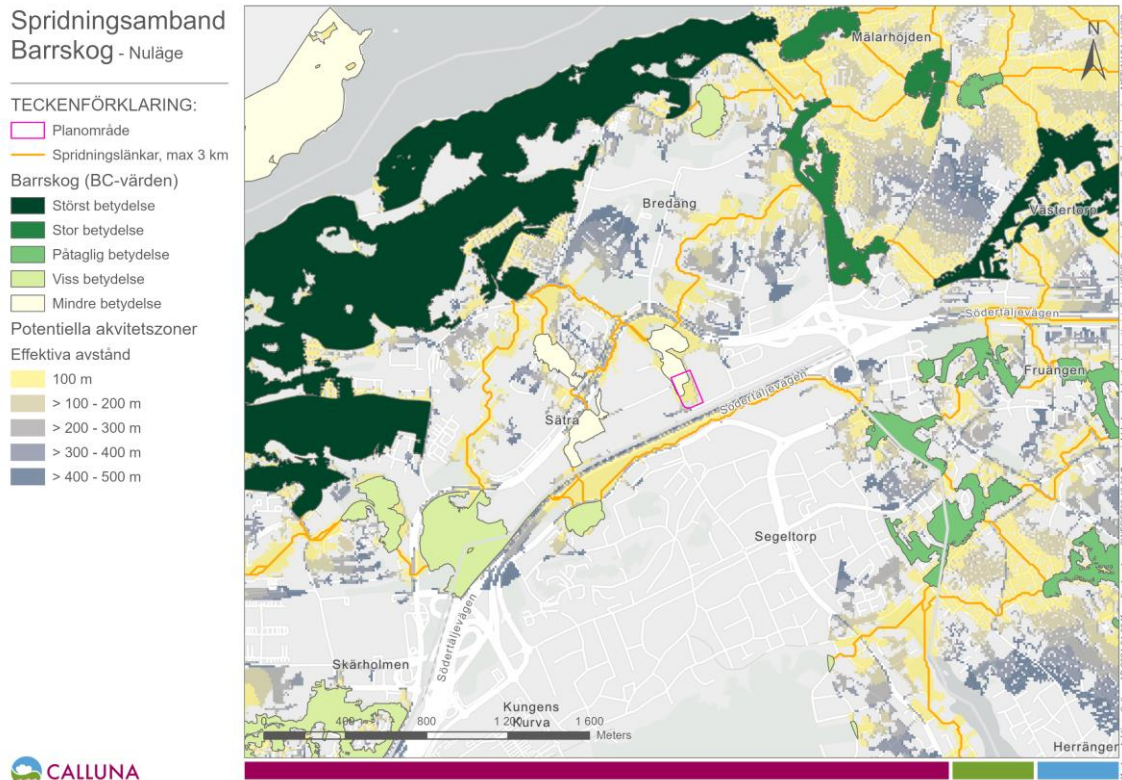 Spridningsamband
Barrskog - Nuläge
TECKENFÖRKLARING:
Planområde
Spridningslänkar, max 3 km
Barrskog (BC-värden)
Störst betydelse
Stor betydelse
Påtaglig betydelse
Viss betydelse
Mindre betydelse
Potentiella akvitetszoner
Effektiva avstånd
100 m
> 100 - 200 m
> 200 - 300 m
> 300 - 400 m
> 400 - 500 m
CALLUNA
N
Mälarhöjden
Bredäng
Västertorp
Södertäljevägen
Fruängen
Södertäljevägen
Sätra
Segeltorp
Södertäljevägen
Skärholmen
Kungens
Kurva
Herrängen
0 400 800 1 200 1 600
Meters